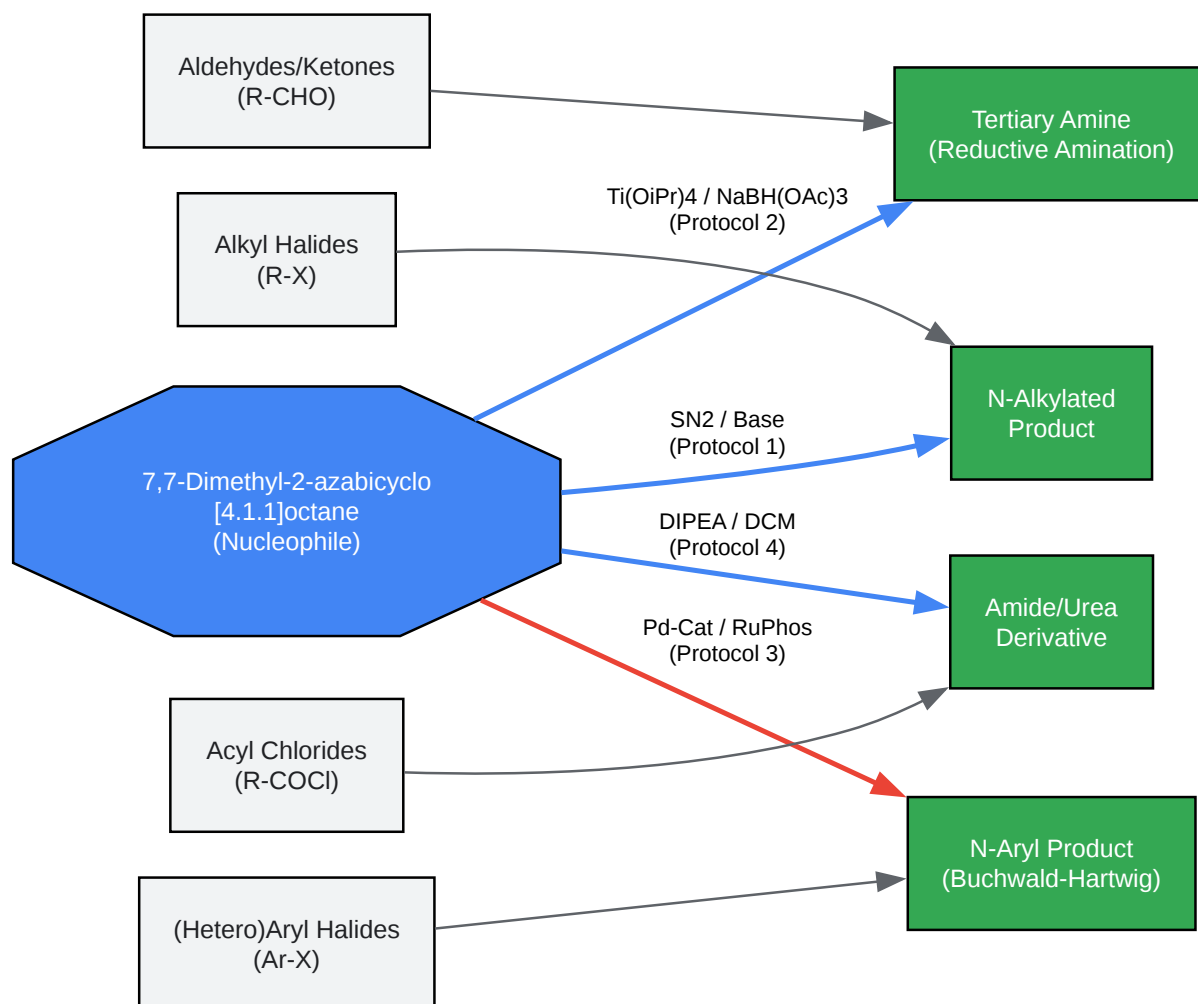 Aldehydes/Ketones
(R-CHO)
Tertiary Amine
(Reductive Amination)
Ti(OiPr)4 / NaBH(OAc)3
(Protocol 2)
Alkyl Halides
(R-X)
N-Alkylated
Product
SN2 / Base
(Protocol 1)
7,7-Dimethyl-2-azabicyclo
[4.1.1]octane
(Nucleophile)
DIPEA / DCM
(Protocol 4)
Amide/Urea
Derivative
Pd-Cat / RuPhos
(Protocol 3)
Acyl Chlorides
(R-COCl)
N-Aryl Product
(Buchwald-Hartwig)
(Hetero)Aryl Halides
(Ar-X)